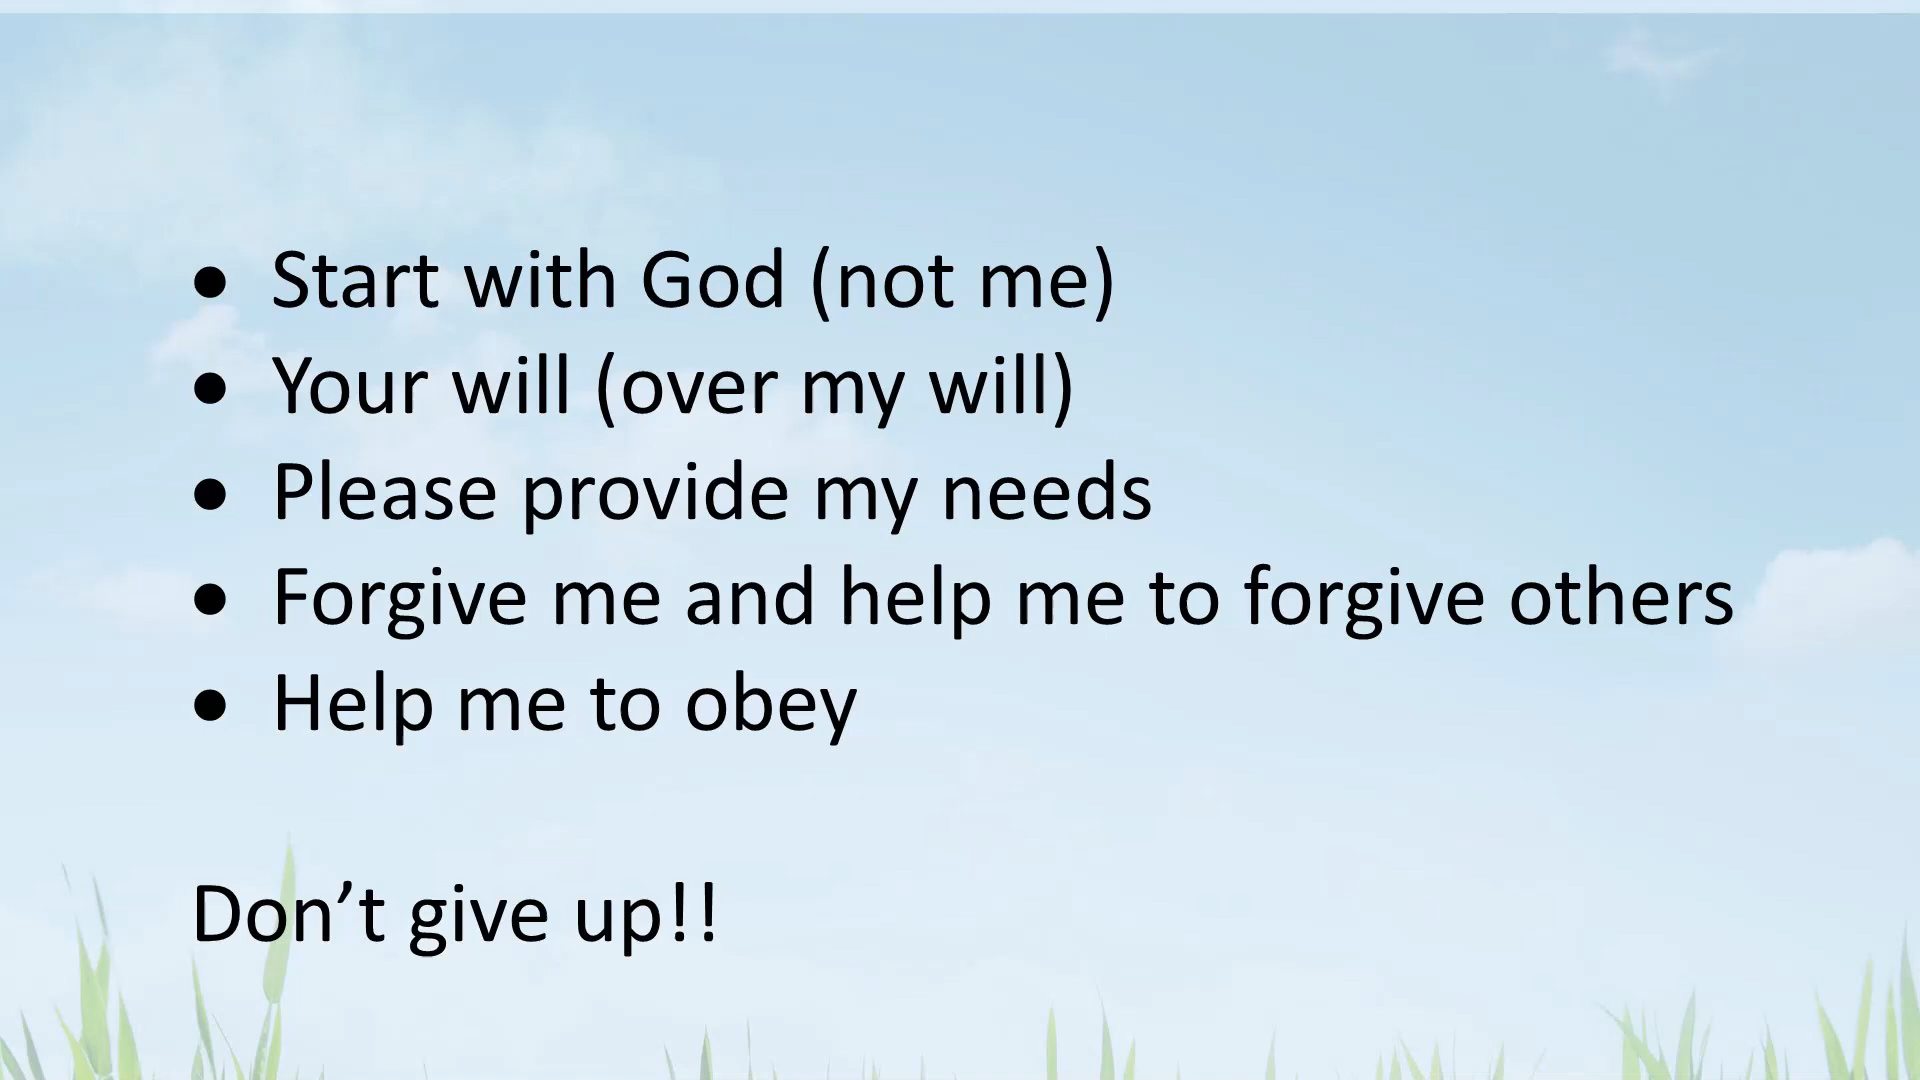 • Start with God (not me)
• Your will (over my will)
• Please provide my needs
• Forgive me and help me to forgive others
• Help me to obey
Don’t give up!!